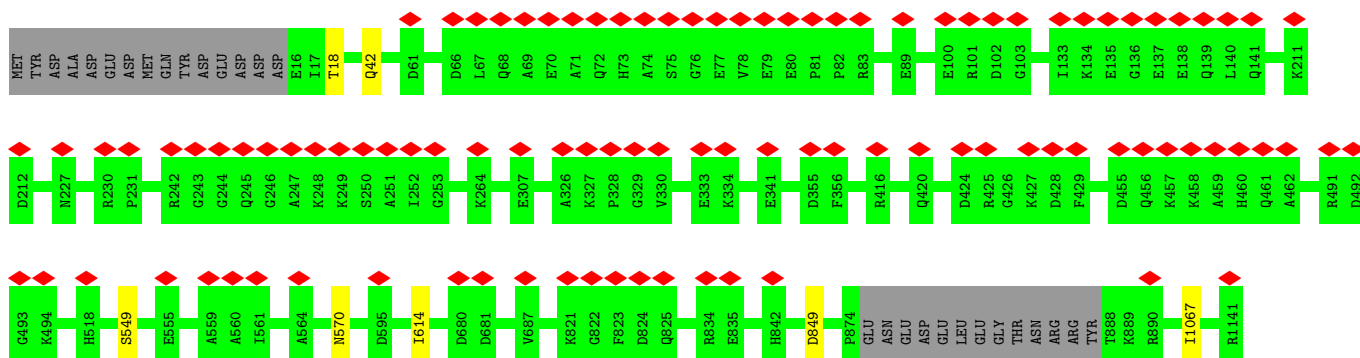 MET TYR ASP ALA ASP GLU ASP MET GLN TYR ASP GLU ASP ASP ASP E16 I17 T18 Q42 D61 D66 L67 Q68 A69 E70 A71 Q72 H73 A74 S75 G76 E77 V78 E79 E80 P81 P82 R83 E89 E100 R101 D102 G103 I133 K134 E135 G136 E137 E138 Q139 L140 Q141 K211
D212 N227 R230 P231 R242 G243 G244 Q245 G246 A247 K248 K249 S250 A251 I252 G253 K264 E307 A326 K327 P328 G329 V330 E333 K334 E341 D355 F356 R416 Q420 D424 R425 G426 K427 D428 F429 D455 Q456 K457 K458 A459 H460 Q461 A462 R491 D492
G493 K494 H518 S549 E555 A559 A560 I561 A564 N570 D595 I614 D680 D681 V687 K821 G822 F823 D824 Q825 R834 E835 H842 D849 P874 GLU ASN GLU ASP GLU LEU GLU GLY THR ASN ARG ARG TYR T888 K889 R890 I1067 R1141